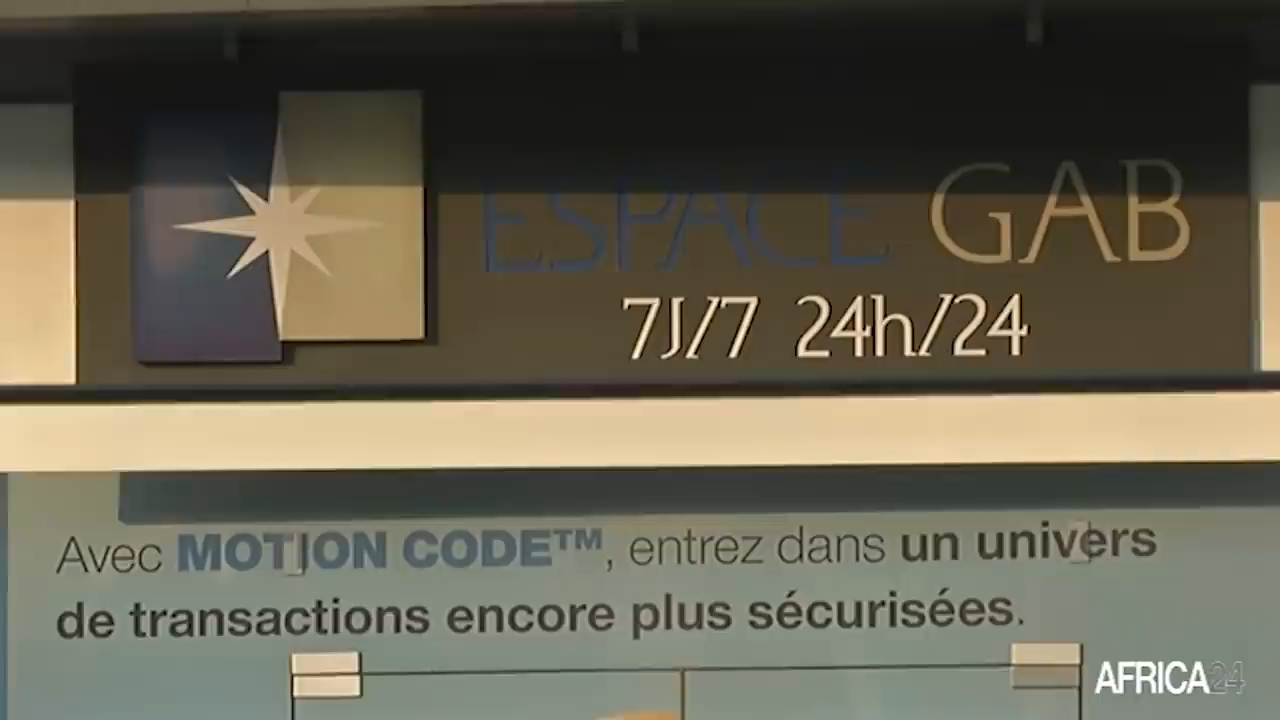 ESPACE GAB
7J/7 24h/24
Avec MOTION CODE™, entrez dans un univers
de transactions encore plus sécurisées.
AFRICA24